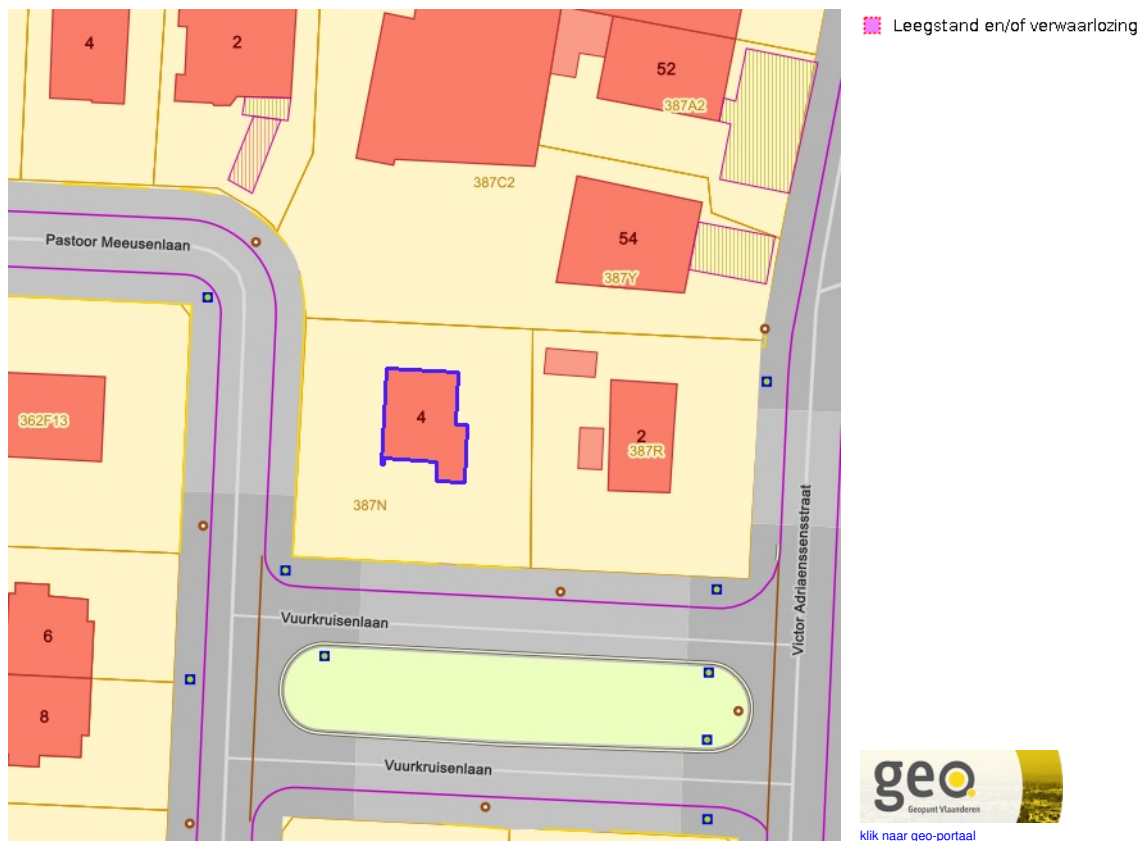 Leegstand en/of verwaarlozing
4
2
52
387A2
387C2
54
387Y
Pastoor Meeusenlaan
4
2
387R
362F13
387N
Victor Adriaenssensstraat
Vuurkruisenlaan
6
8
Vuurkruisenlaan
geo.
Geopunt Vlaanderen
klik naar geo-portaal